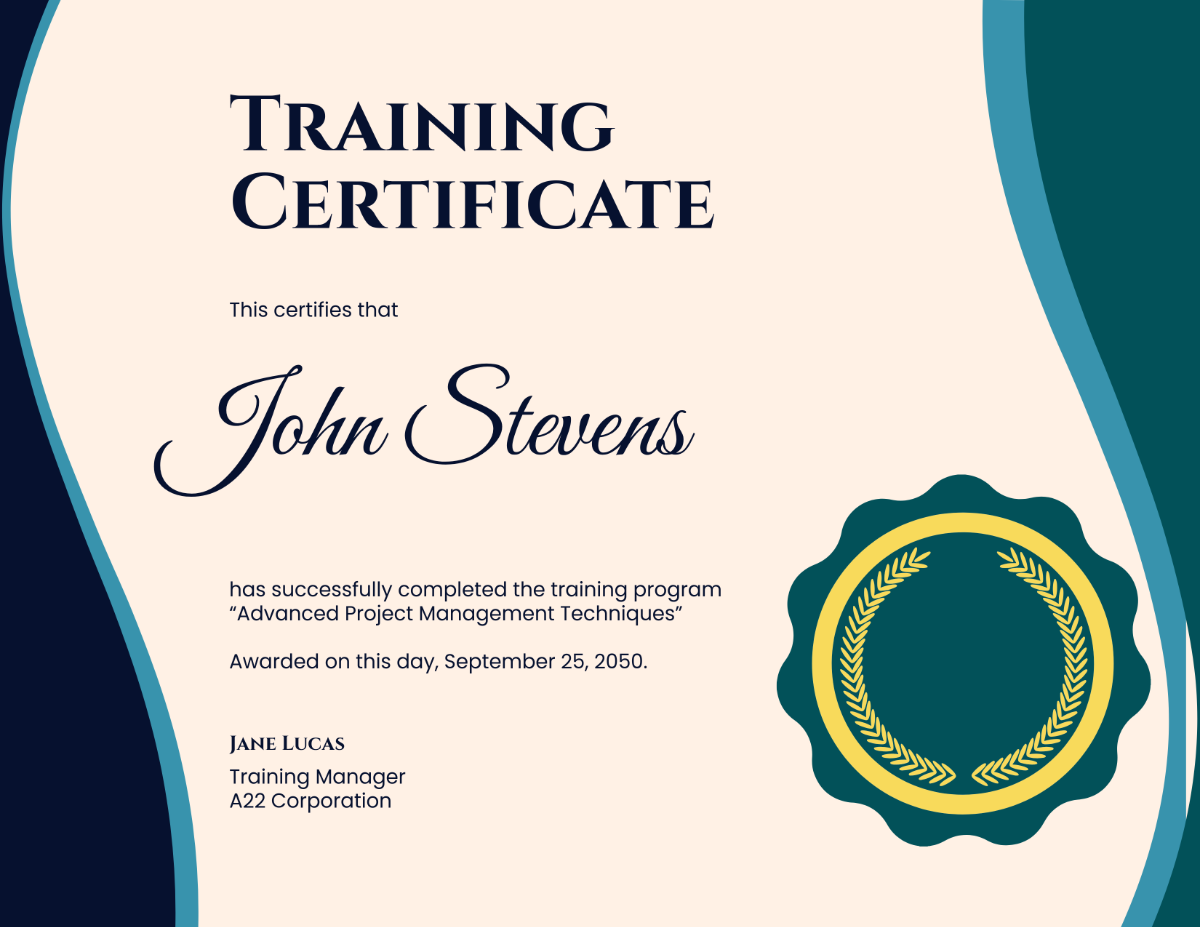 Training
Certificate
This certifies that
John Stevens
has successfully completed the training program
“Advanced Project Management Techniques”
Awarded on this day, September 25, 2050.
Jane Lucas
Training Manager
A22 Corporation